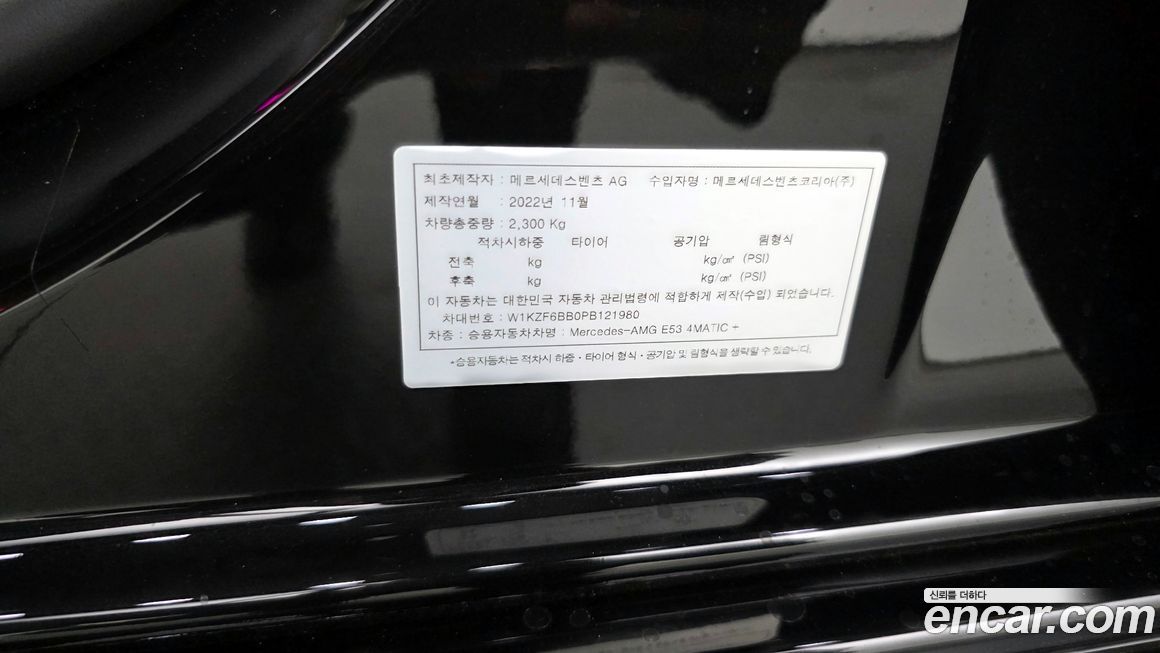 최초제작자 : 메르세데스벤츠 AG 수입자명 : 메르세데스벤츠코리아(주)
제작연월 : 2022년 11월
차량총중량 : 2,300 Kg
적차시하중 타이어 공기압 림형식
전축 kg kg/㎠ (PSI)
후축 kg kg/㎠ (PSI)
이 자동차는 대한민국 자동차 관리법령에 적합하게 제작(수입) 되었습니다.
차대번호 : W1KZF6BB0PB121980
차종 : 승용자동차차명 : Mercedes-AMG E53 4MATIC +
*승용자동차는 적차시 하중·타이어 형식·공기압 및 림형식을 생략할 수 있습니다.
신뢰를 더하다
encar.com